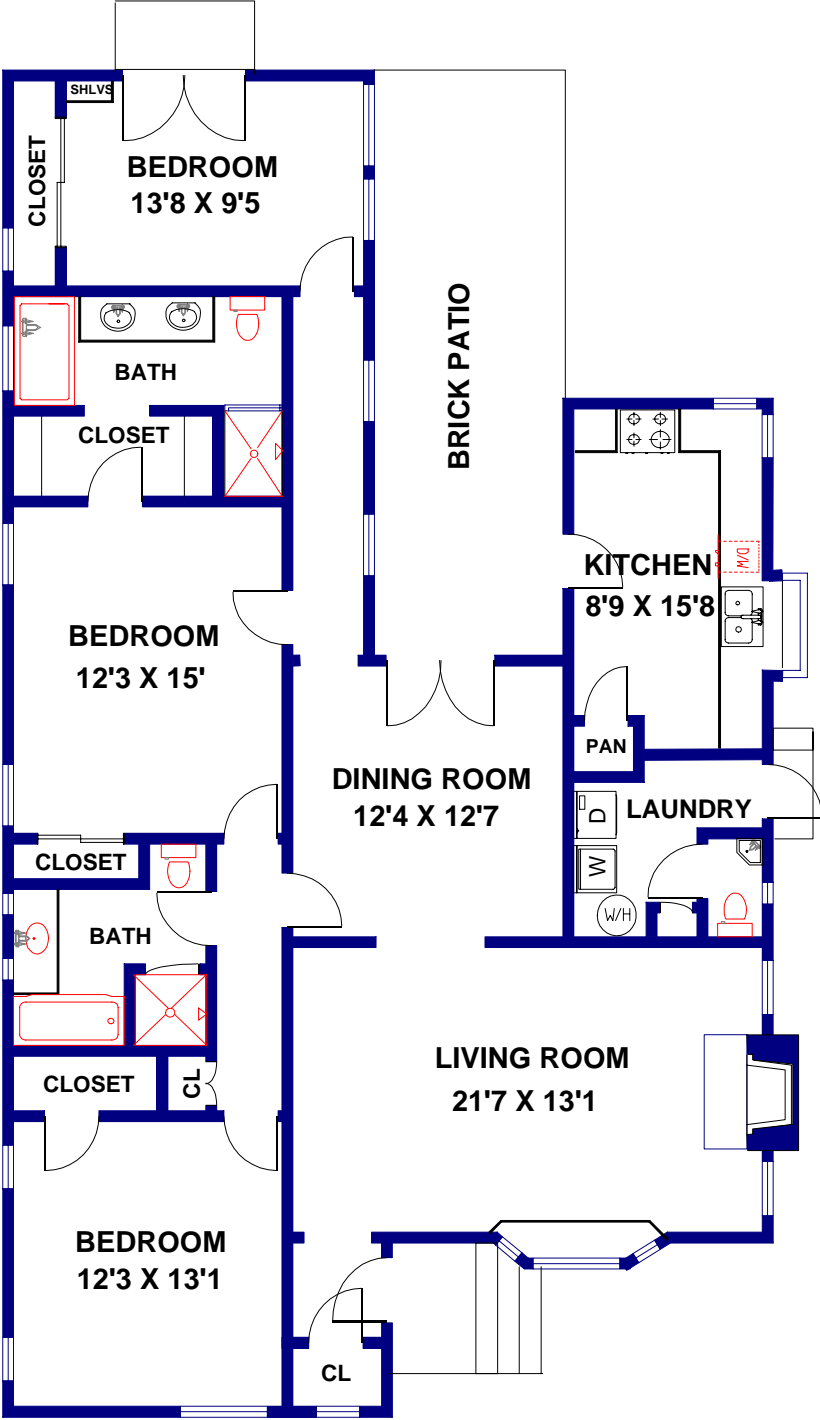 SHLVS
CLOSET
BEDROOM
13'8 X 9'5
BRICK PATIO
BATH
CLOSET
KITCHEN
8'9 X 15'8
D/W
BEDROOM
12'3 X 15'
PAN
DINING ROOM
12'4 X 12'7
LAUNDRY
D
W
W/H
CLOSET
BATH
LIVING ROOM
21'7 X 13'1
CLOSET
CL
BEDROOM
12'3 X 13'1
CL